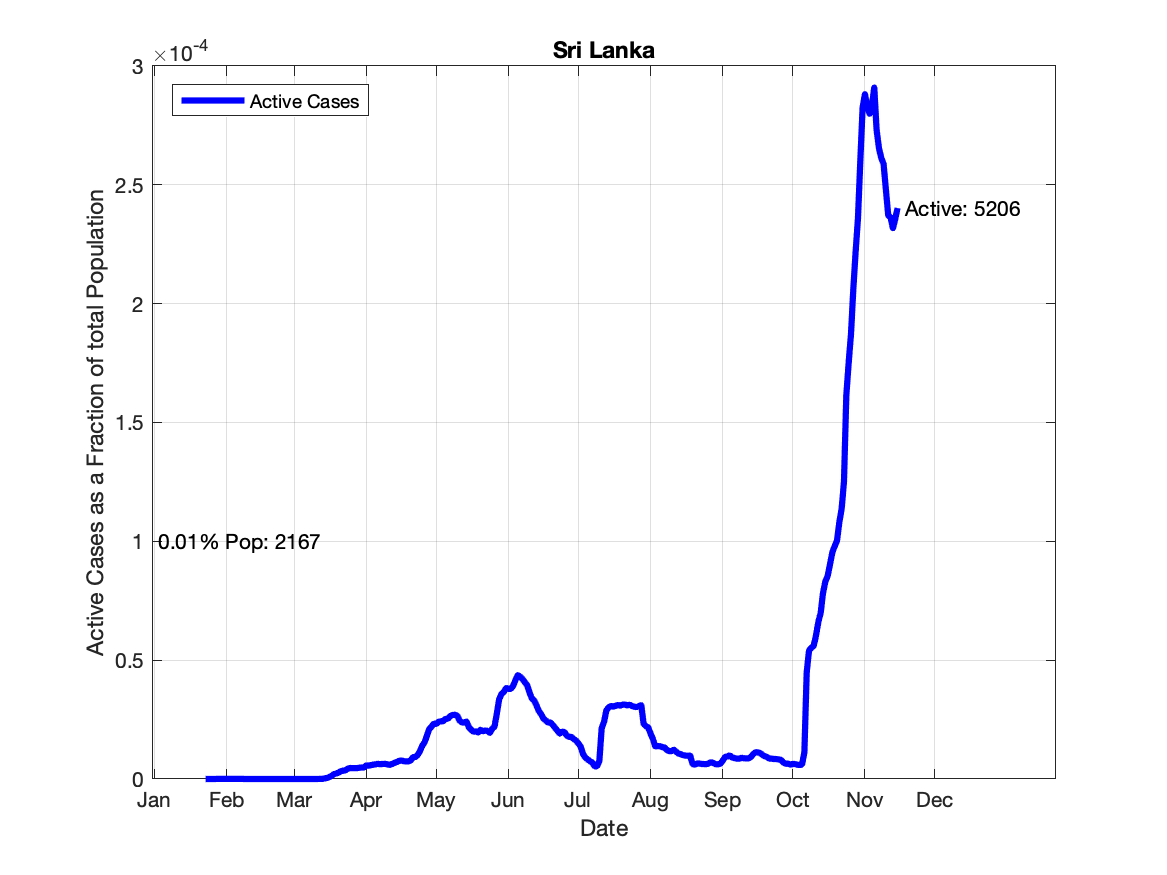 Sri Lanka
×10-4
3
2.5
2
1.5
1
0.5
0
Active Cases as a Fraction of total Population
Active Cases
Active: 5206
0.01% Pop: 2167
Jan Feb Mar Apr May Jun Jul Aug Sep Oct Nov Dec
Date